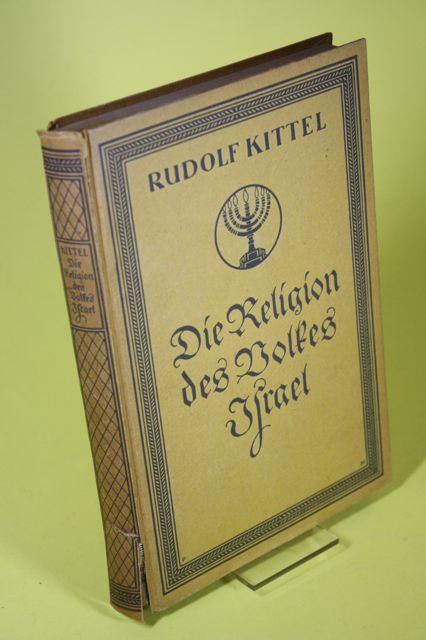 RUDOLF KITTEL
Die Religion
des Volkes
Israel
KITTEL
Die
Religion
des
Volkes
Israel